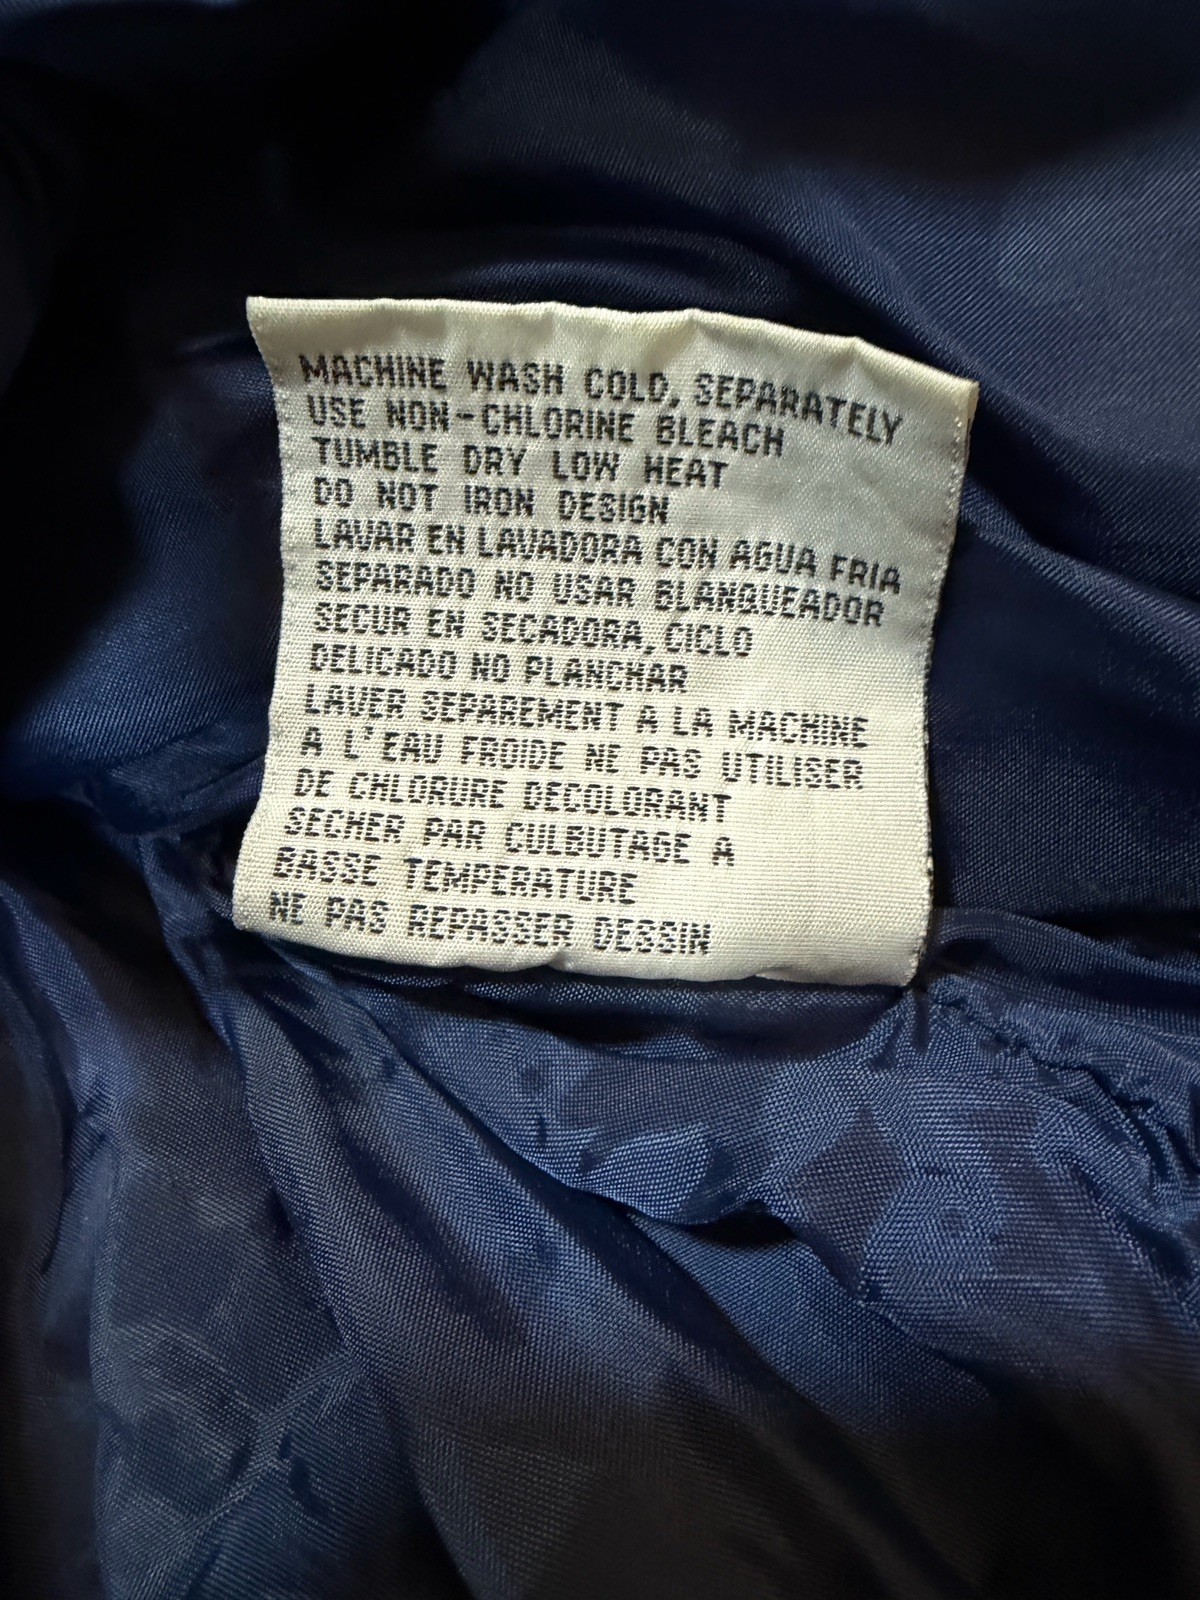 MACHINE WASH COLD, SEPARATELY
USE NON-CHLORINE BLEACH
TUMBLE DRY LOW HEAT
DO NOT IRON DESIGN
LAVAR EN LAVADORA CON AGUA FRIA
SEPARADO NO USAR BLANQUEADOR
SECUR EN SECADORA, CICLO
DELICADO NO PLANCHAR
LAVER SEPAREMENT A LA MACHINE
A L'EAU FROIDE NE PAS UTILISER
DE CHLORURE DECOLORANT
SECHER PAR CULBUTAGE A
BASSE TEMPERATURE
NE PAS REPASSER DESSIN